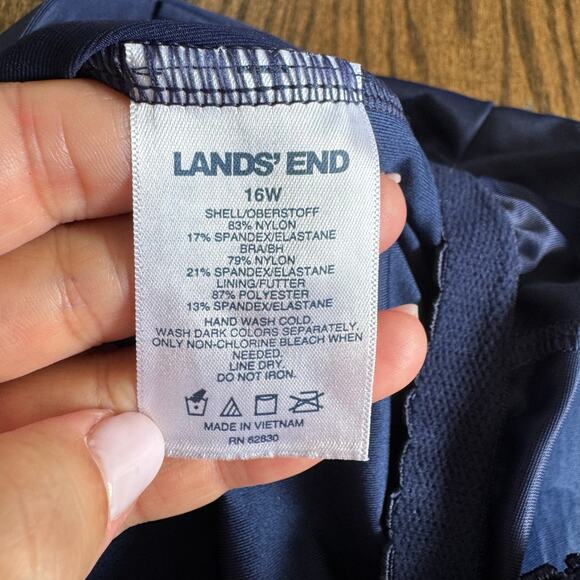 LANDS' END
16W
SHELL/OBERSTOFF
83% NYLON
17% SPANDEX/ELASTANE
BRA/BH
79% NYLON
21% SPANDEX/ELASTANE
LINING/FUTTER
87% POLYESTER
13% SPANDEX/ELASTANE
HAND WASH COLD.
WASH DARK COLORS SEPARATELY.
ONLY NON-CHLORINE BLEACH WHEN
NEEDED.
LINE DRY.
DO NOT IRON.
MADE IN VIETNAM
RN 62830